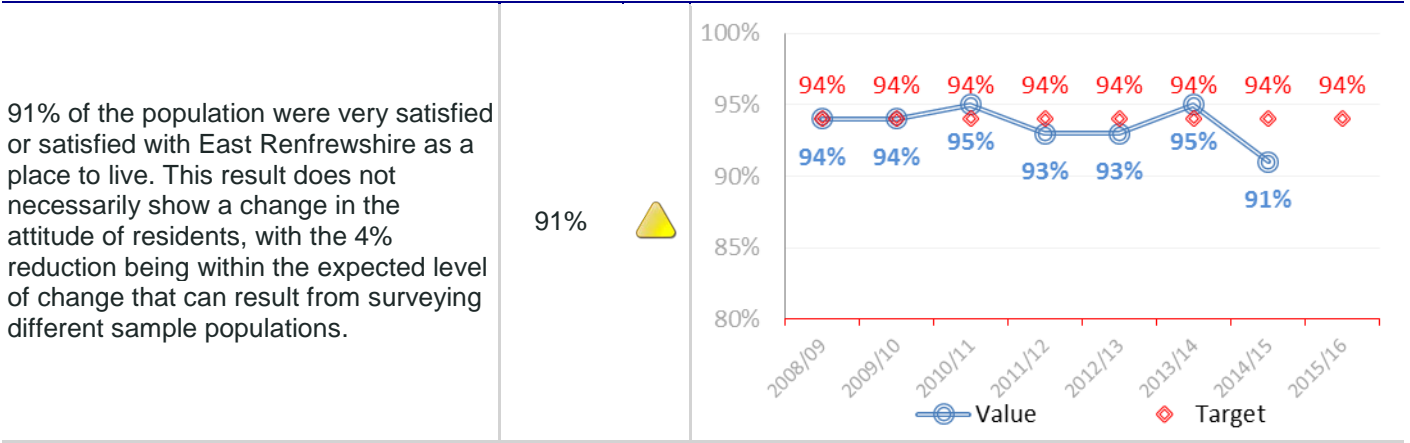 91% of the population were very satisfied
or satisfied with East Renfrewshire as a
place to live. This result does not
necessarily show a change in the
attitude of residents, with the 4%
reduction being within the expected level
of change that can result from surveying
different sample populations.
91%
100%
95%
90%
85%
80%
94% 94% 94% 94% 94% 94% 94% 94%
94% 94% 95% 93% 93% 95% 91%
2008/09 2009/10 2010/11 2011/12 2012/13 2013/14 2014/15 2015/16
Value Target